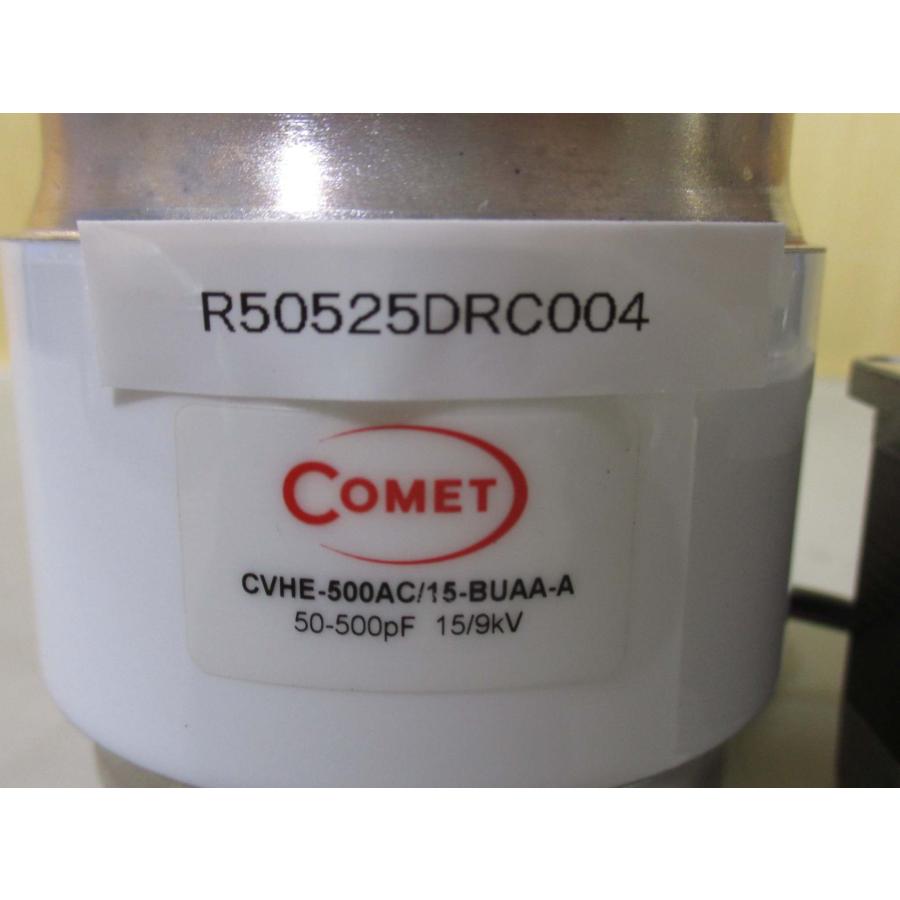 R50525DRC004
COMET
CVHE-500AC/15-BUAA-A
50-500pF 15/9kV